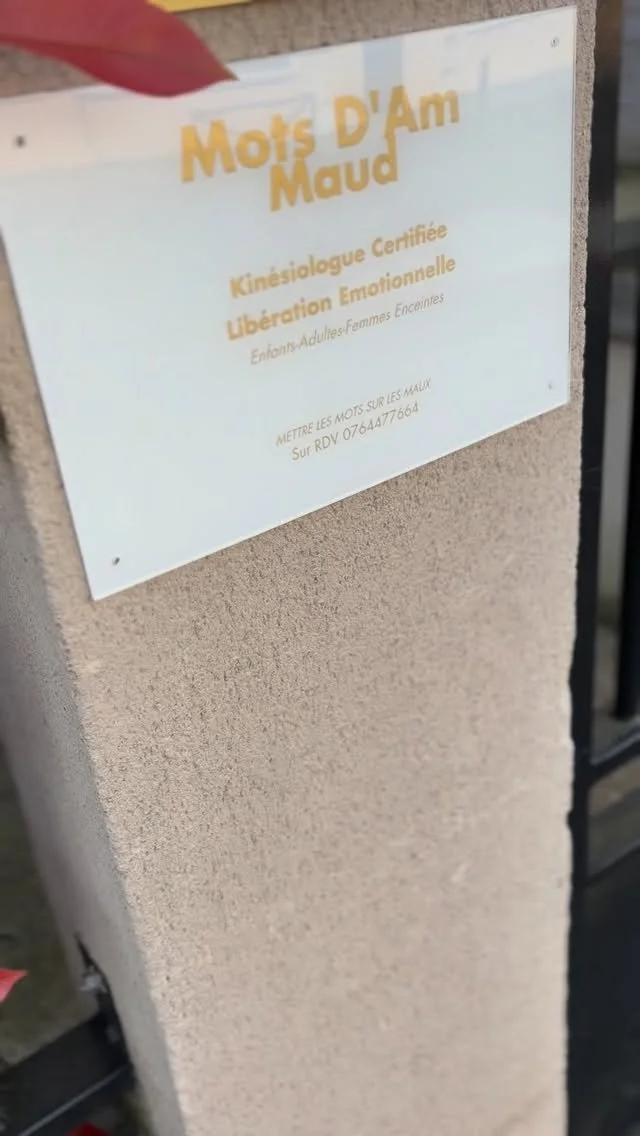 Mots D'Am
Maud
Kinésiologue Certifiée
Libération Emotionnelle
Enfants-Adultes-Femmes Enceintes
METTRE LES MOTS SUR LES MAUX
Sur RDV 0764477664